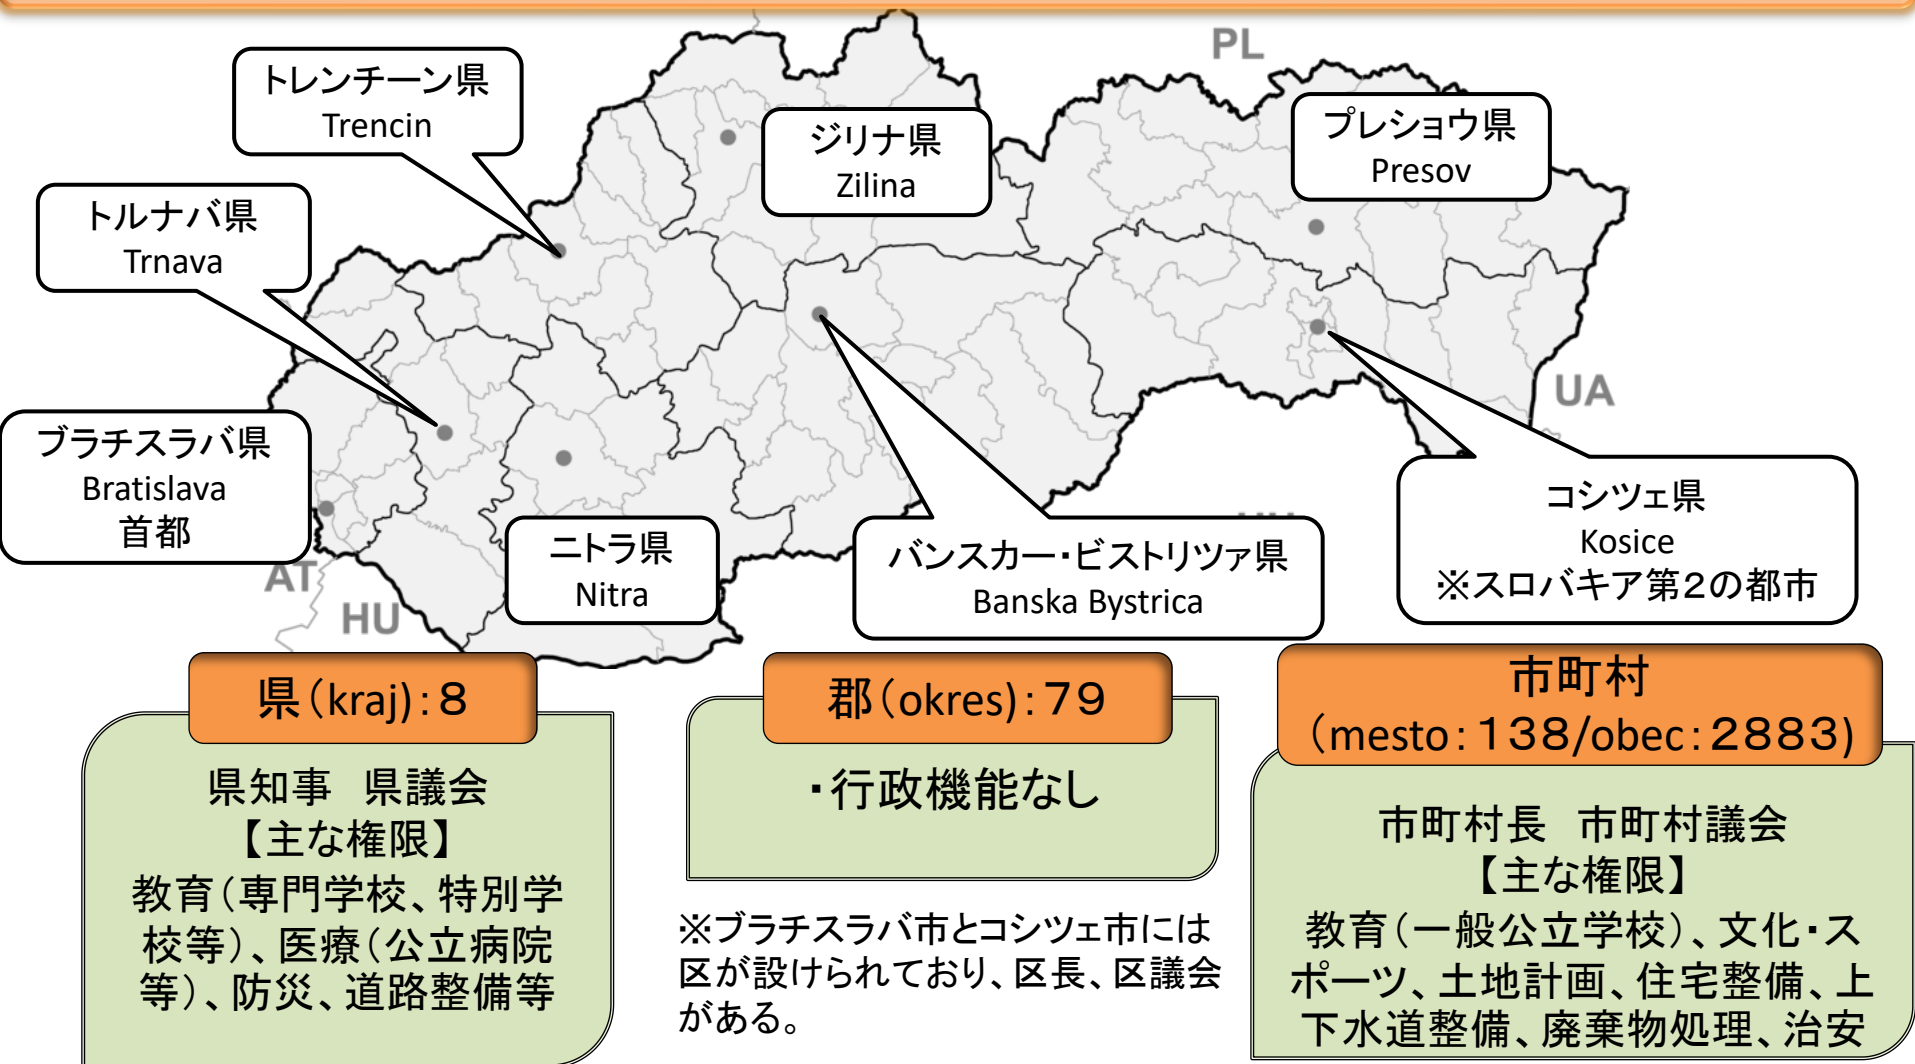 PL
トレンチーン県
Trencin
ジリナ県
Zilina
プレショウ県
Presov
トルナバ県
Trnava
UA
ブラチスラバ県
Bratislava
首都
コシツェ県
Kosice
※スロバキア第2の都市
ニトラ県
Nitra
バンスカー・ビストリツァ県
Banska Bystrica
AT
HU
県(kraj):8
県知事　県議会
【主な権限】
教育(専門学校、特別学
校等)、医療(公立病院
等)、防災、道路整備等
郡(okres):79
・行政機能なし
※ブラチスラバ市とコシツェ市には
区が設けられており、区長、区議会
がある。
市町村
(mesto:138/obec:2883)
市町村長　市町村議会
【主な権限】
教育(一般公立学校)、文化・ス
ポーツ、土地計画、住宅整備、上
下水道整備、廃棄物処理、治安